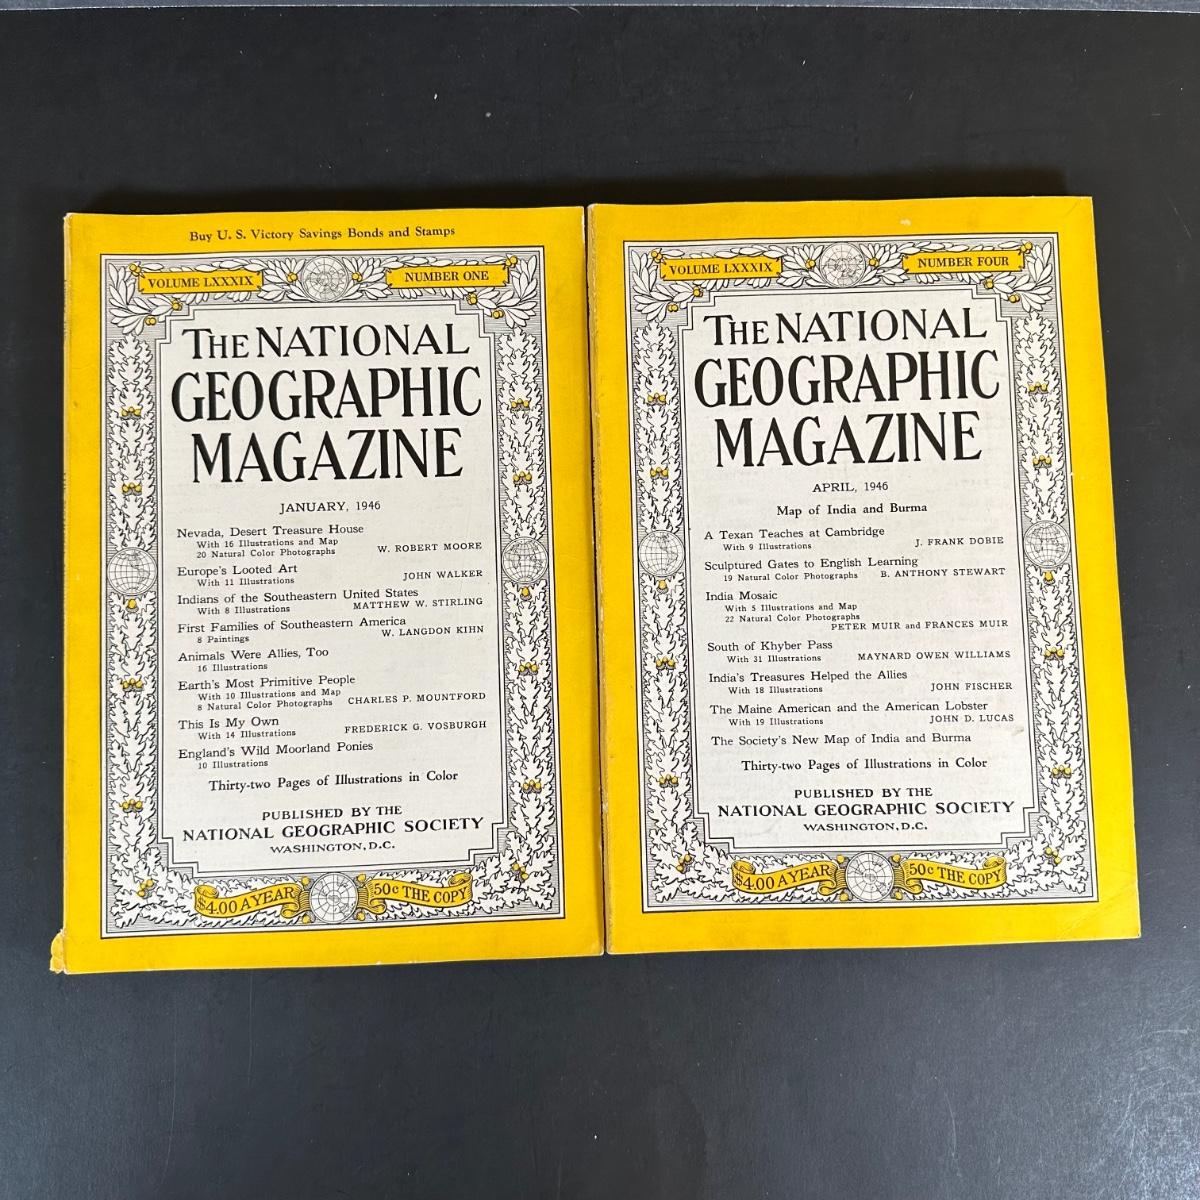 Buy U. S. Victory Savings Bonds and Stamps
VOLUME LXXXIX
NUMBER ONE
THE NATIONAL
GEOGRAPHIC
MAGAZINE
JANUARY, 1946
Nevada, Desert Treasure House
With 16 Illustrations and Map
20 Natural Color Photographs
W. ROBERT MOORE
Europe's Looted Art
With 11 Illustrations
JOHN WALKER
Indians of the Southeastern United States
With 8 Illustrations
MATTHEW W. STIRLING
First Families of Southeastern America
8 Paintings
W. LANGDON KIHN
Animals Were Allies, Too
16 Illustrations
Earth's Most Primitive People
With 10 Illustrations and Map
8 Natural Color Photographs
CHARLES P. MOUNTFORD
This Is My Own
With 14 Illustrations
FREDERICK G. VOSBURGH
England's Wild Moorland Ponies
10 Illustrations
Thirty-two Pages of Illustrations in Color
PUBLISHED BY THE
NATIONAL GEOGRAPHIC SOCIETY
WASHINGTON, D.C.
$4.00 A YEAR
50c THE COPY
VOLUME LXXXIX
NUMBER FOUR
THE NATIONAL
GEOGRAPHIC
MAGAZINE
APRIL, 1946
Map of India and Burma
A Texan Teaches at Cambridge
With 9 Illustrations
J. FRANK DOBIE
Sculptured Gates to English Learning
19 Natural Color Photographs
B. ANTHONY STEWART
India Mosaic
With 5 Illustrations and Map
22 Natural Color Photographs
PETER MUIR and FRANCES MUIR
South of Khyber Pass
With 31 Illustrations
MAYNARD OWEN WILLIAMS
India's Treasures Helped the Allies
With 18 Illustrations
JOHN FISCHER
The Maine American and the American Lobster
With 19 Illustrations
JOHN D. LUCAS
The Society's New Map of India and Burma
Thirty-two Pages of Illustrations in Color
PUBLISHED BY THE
NATIONAL GEOGRAPHIC SOCIETY
WASHINGTON, D.C.
$4.00 A YEAR
50c THE COPY